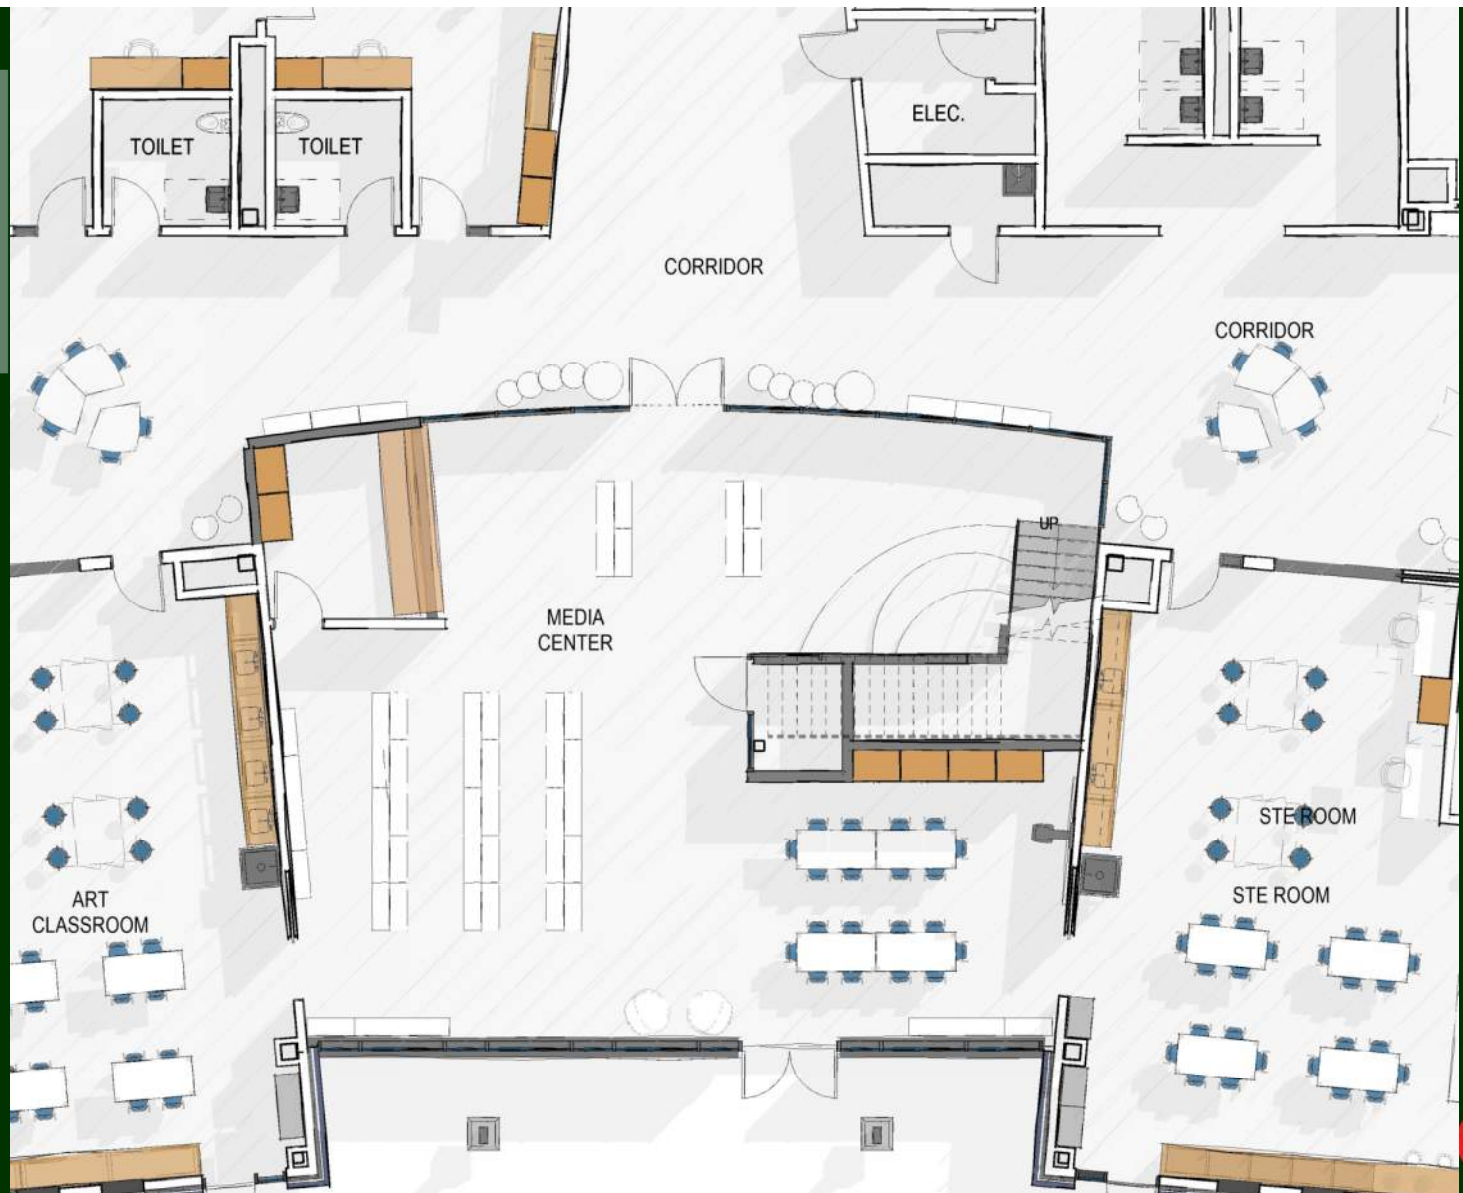 ELEC.
TOILET
TOILET
CORRIDOR
CORRIDOR
UP
MEDIA
CENTER
STE ROOM
ART
CLASSROOM
STE ROOM